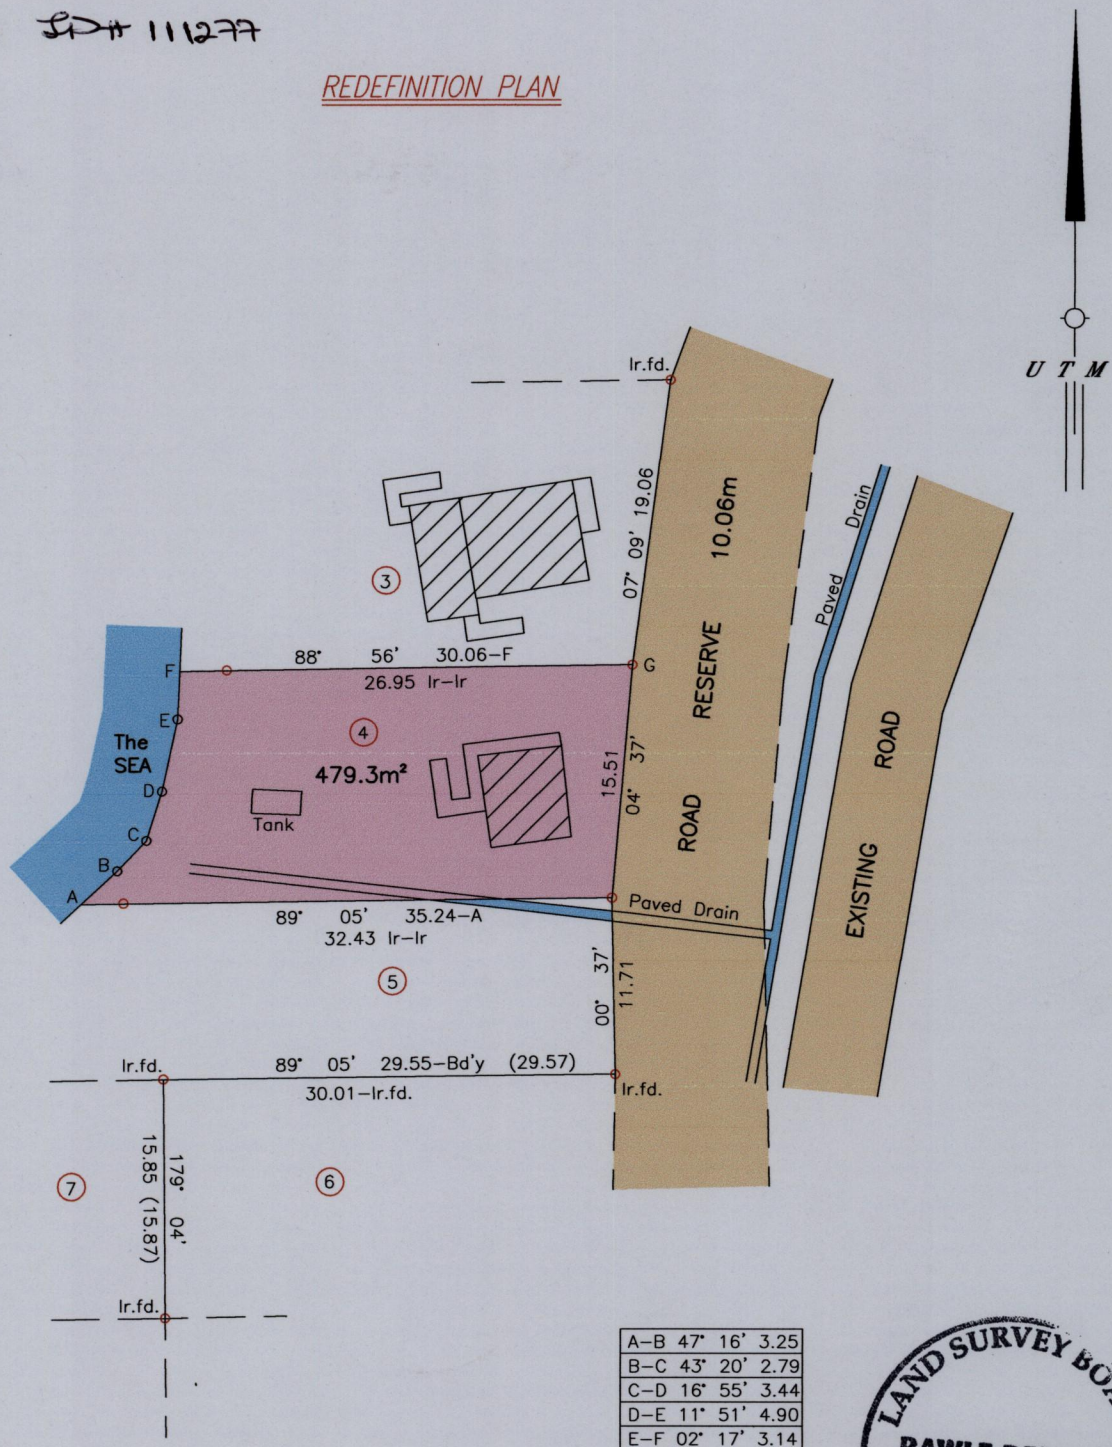 LD# 111277
REDEFINITION PLAN
U T M
Ir.fd.
07° 09' 19.06
ROAD RESERVE 10.06m
Paved Drain
EXISTING ROAD
3
88° 56' 30.06-F
26.95 Ir-Ir
F
G
E
The
SEA
4
479.3m²
D
Tank
C
B
A
15.51
04° 37'
Paved Drain
89° 05' 35.24-A
32.43 Ir-Ir
5
00° 37'
11.71
Ir.fd.
89° 05' 29.55-Bd'y (29.57)
30.01-Ir.fd.
Ir.fd.
7
179° 04'
15.85 (15.87)
6
Ir.fd.
A-B 47° 16' 3.25
B-C 43° 20' 2.79
C-D 16° 55' 3.44
D-E 11° 51' 4.90
E-F 02° 17' 3.14
LAND SURVEY